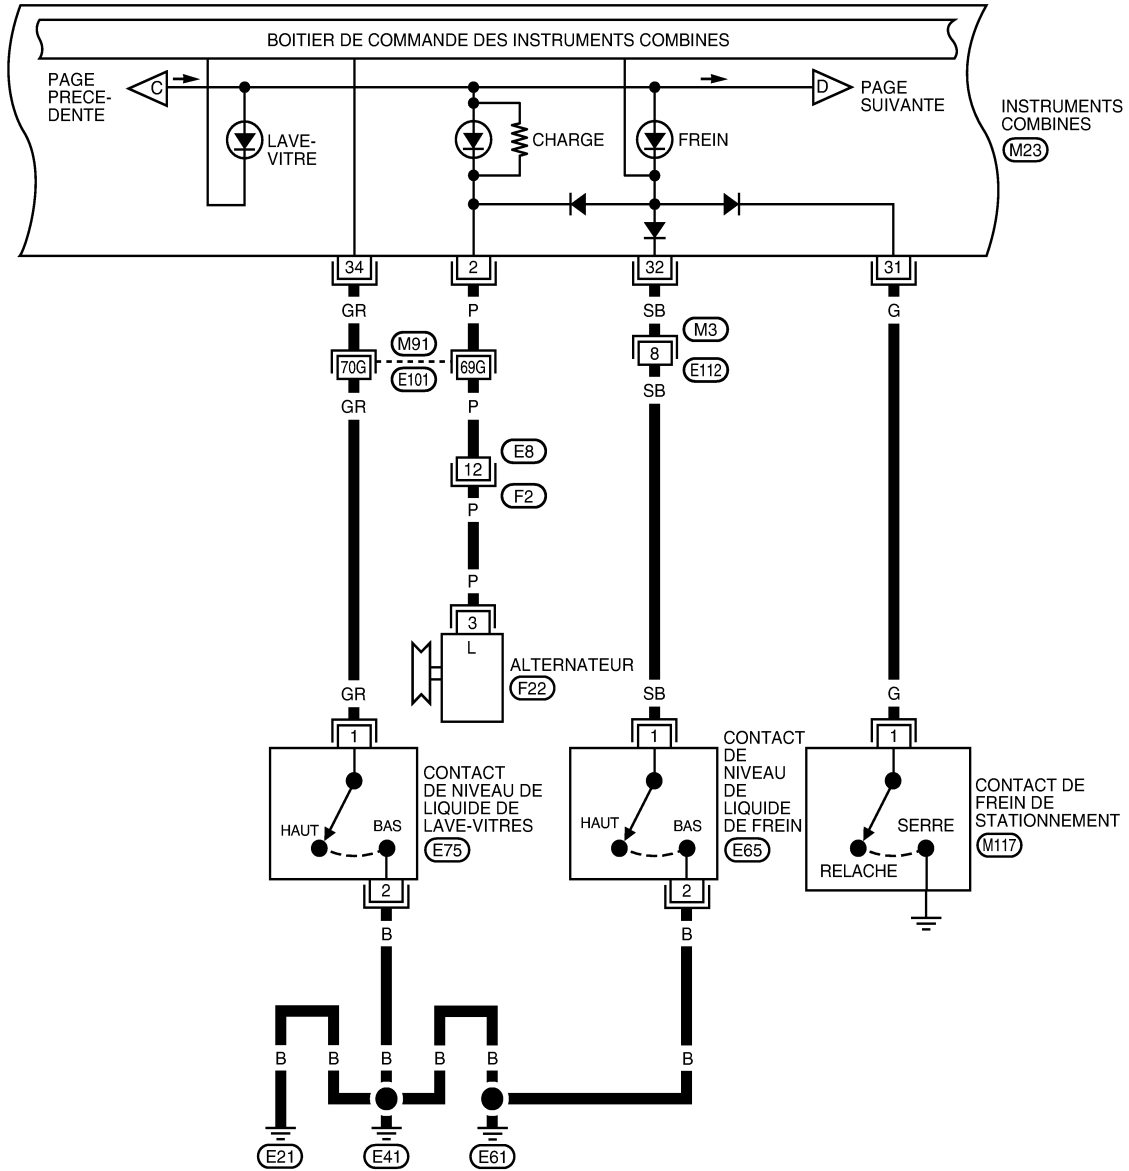 BOITIER DE COMMANDE DES INSTRUMENTS COMBINES
PAGE
PRECE-
DENTE
C
D
PAGE
SUIVANTE
INSTRUMENTS
COMBINES
M23
LAVE-
VITRE
CHARGE
FREIN
34
2
32
31
GR
P
SB
G
M91
M3
70G
69G
8
E101
E112
GR
P
SB
E8
12
F2
P
P
3
L
ALTERNATEUR
F22
GR
SB
G
1
1
1
CONTACT
DE NIVEAU DE
LIQUIDE DE
LAVE-VITRES
E75
HAUT
BAS
CONTACT
DE
NIVEAU
DE
LIQUIDE
DE FREIN
E65
HAUT
BAS
CONTACT DE
FREIN DE
STATIONNEMENT
M117
SERRE
RELACHE
2
2
B
B
B
B
B
B
B
B
E21
E41
E61